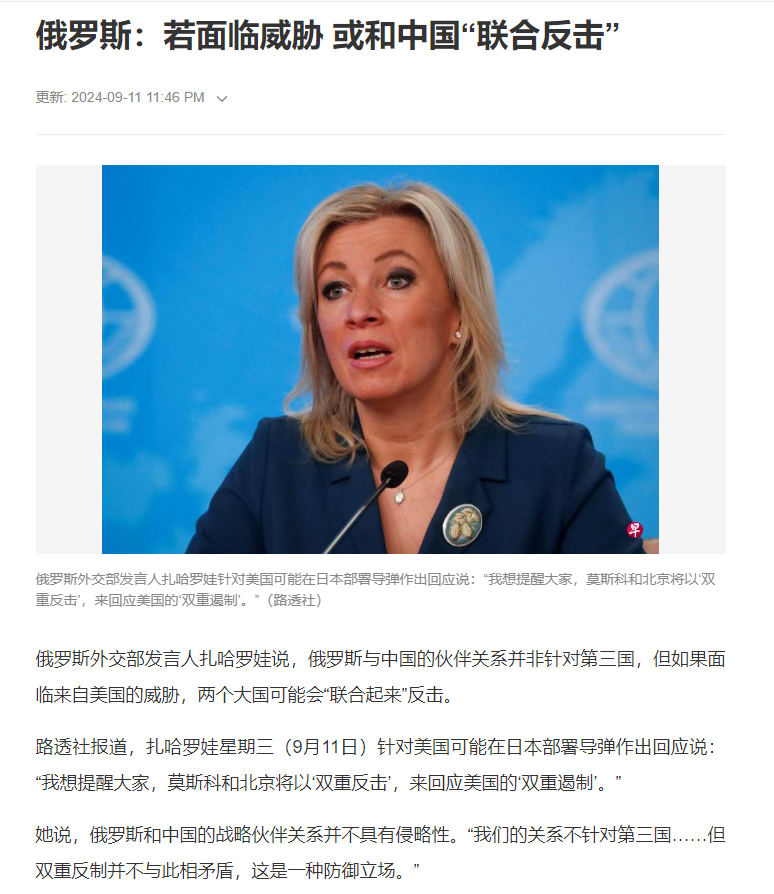 俄罗斯：若面临威胁 或和中国“联合反击”
更新: 2024-09-11 11:46 PM
早
俄罗斯外交部发言人扎哈罗娃针对美国可能在日本部署导弹作出回应说：“我想提醒大家，莫斯科和北京将以‘双
重反击’，来回应美国的‘双重遏制’。”（路透社）
俄罗斯外交部发言人扎哈罗娃说，俄罗斯与中国的伙伴关系并非针对第三国，但如果面
临来自美国的威胁，两个大国可能会“联合起来”反击。
路透社报道，扎哈罗娃星期三（9月11日）针对美国可能在日本部署导弹作出回应说：
“我想提醒大家，莫斯科和北京将以‘双重反击’，来回应美国的‘双重遏制’。”
她说，俄罗斯和中国的战略伙伴关系并不具有侵略性。“我们的关系不针对第三国……但
双重反制并不与此相矛盾，这是一种防御立场。”